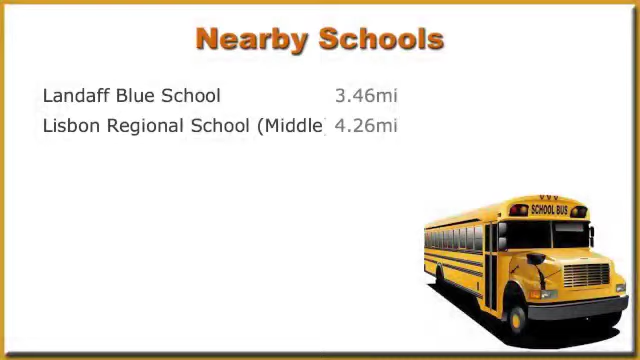 Nearby Schools
Landaff Blue School 3.46mi
Lisbon Regional School (Middle 4.26mi
SCHOOL BUS